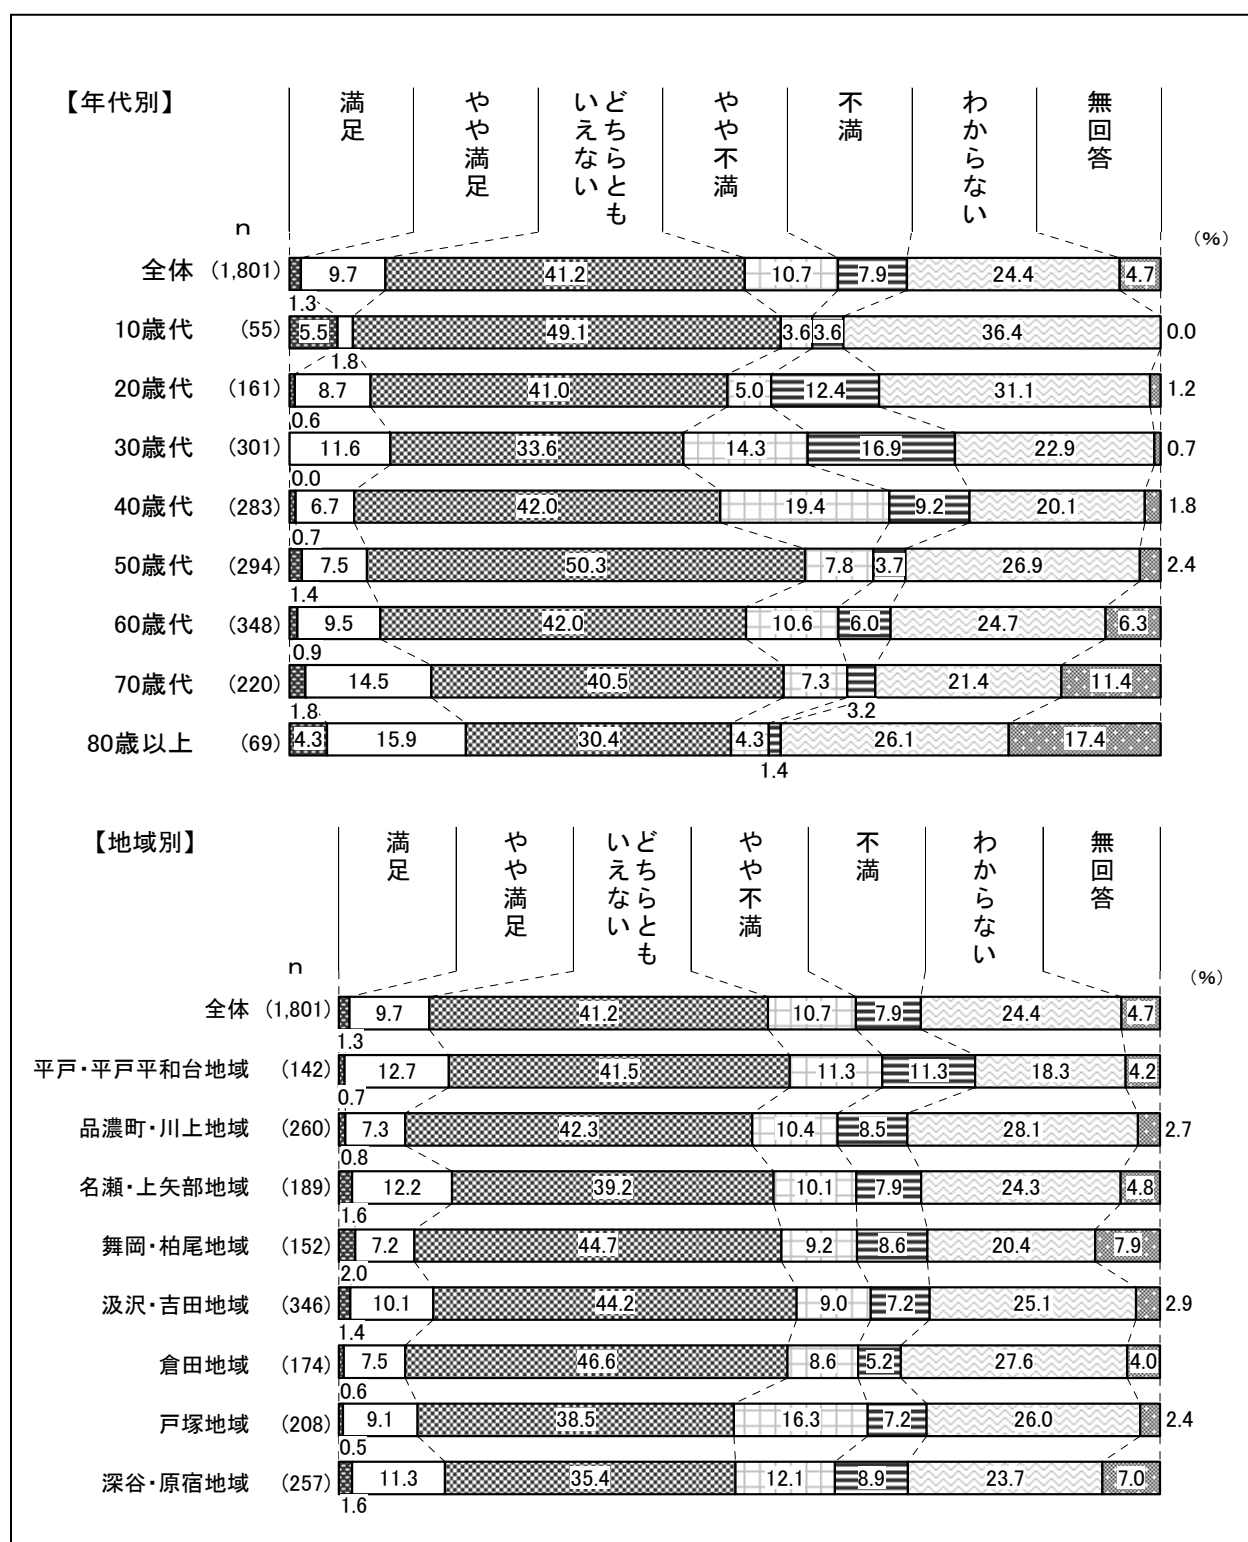 【年代別】
満足
やや満足
どちらとも
いえない
やや不満
不満
わからない
無回答
n
(%)
全体 (1,801) 9.7 41.2 10.7 7.9 24.4 4.7
1.3
10歳代 (55) 5.5 49.1 3.6 3.6 36.4 0.0
1.8
20歳代 (161) 8.7 41.0 5.0 12.4 31.1 1.2
0.6
30歳代 (301) 11.6 33.6 14.3 16.9 22.9 0.7
0.0
40歳代 (283) 6.7 42.0 19.4 9.2 20.1 1.8
0.7
50歳代 (294) 7.5 50.3 7.8 3.7 26.9 2.4
1.4
60歳代 (348) 9.5 42.0 10.6 6.0 24.7 6.3
0.9
70歳代 (220) 14.5 40.5 7.3 21.4 11.4
1.8 3.2
80歳以上 (69) 4.3 15.9 30.4 4.3 26.1 17.4
1.4
【地域別】
満足
やや満足
どちらとも
いえない
やや不満
不満
わからない
無回答
n
(%)
全体 (1,801) 9.7 41.2 10.7 7.9 24.4 4.7
1.3
平戸・平戸平和台地域 (142) 12.7 41.5 11.3 11.3 18.3 4.2
0.7
品濃町・川上地域 (260) 7.3 42.3 10.4 8.5 28.1 2.7
0.8
名瀬・上矢部地域 (189) 12.2 39.2 10.1 7.9 24.3 4.8
1.6
舞岡・柏尾地域 (152) 7.2 44.7 9.2 8.6 20.4 7.9
2.0
汲沢・吉田地域 (346) 10.1 44.2 9.0 7.2 25.1 2.9
1.4
倉田地域 (174) 7.5 46.6 8.6 5.2 27.6 4.0
0.6
戸塚地域 (208) 9.1 38.5 16.3 7.2 26.0 2.4
0.5
深谷・原宿地域 (257) 11.3 35.4 12.1 8.9 23.7 7.0
1.6